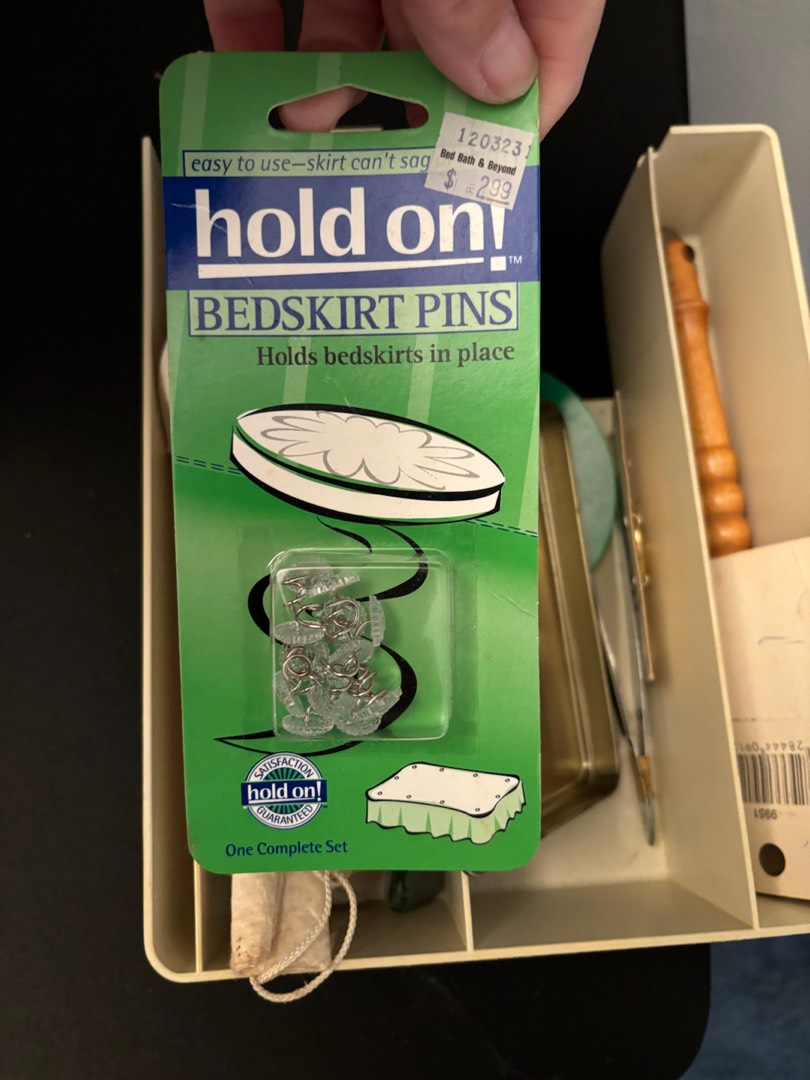 120323
Bed Bath & Beyond
$ 2.99
easy to use—skirt can't sag
hold on!™
BEDSKIRT PINS
Holds bedskirts in place
SATISFACTION
hold on!
GUARANTEED
One Complete Set
9951